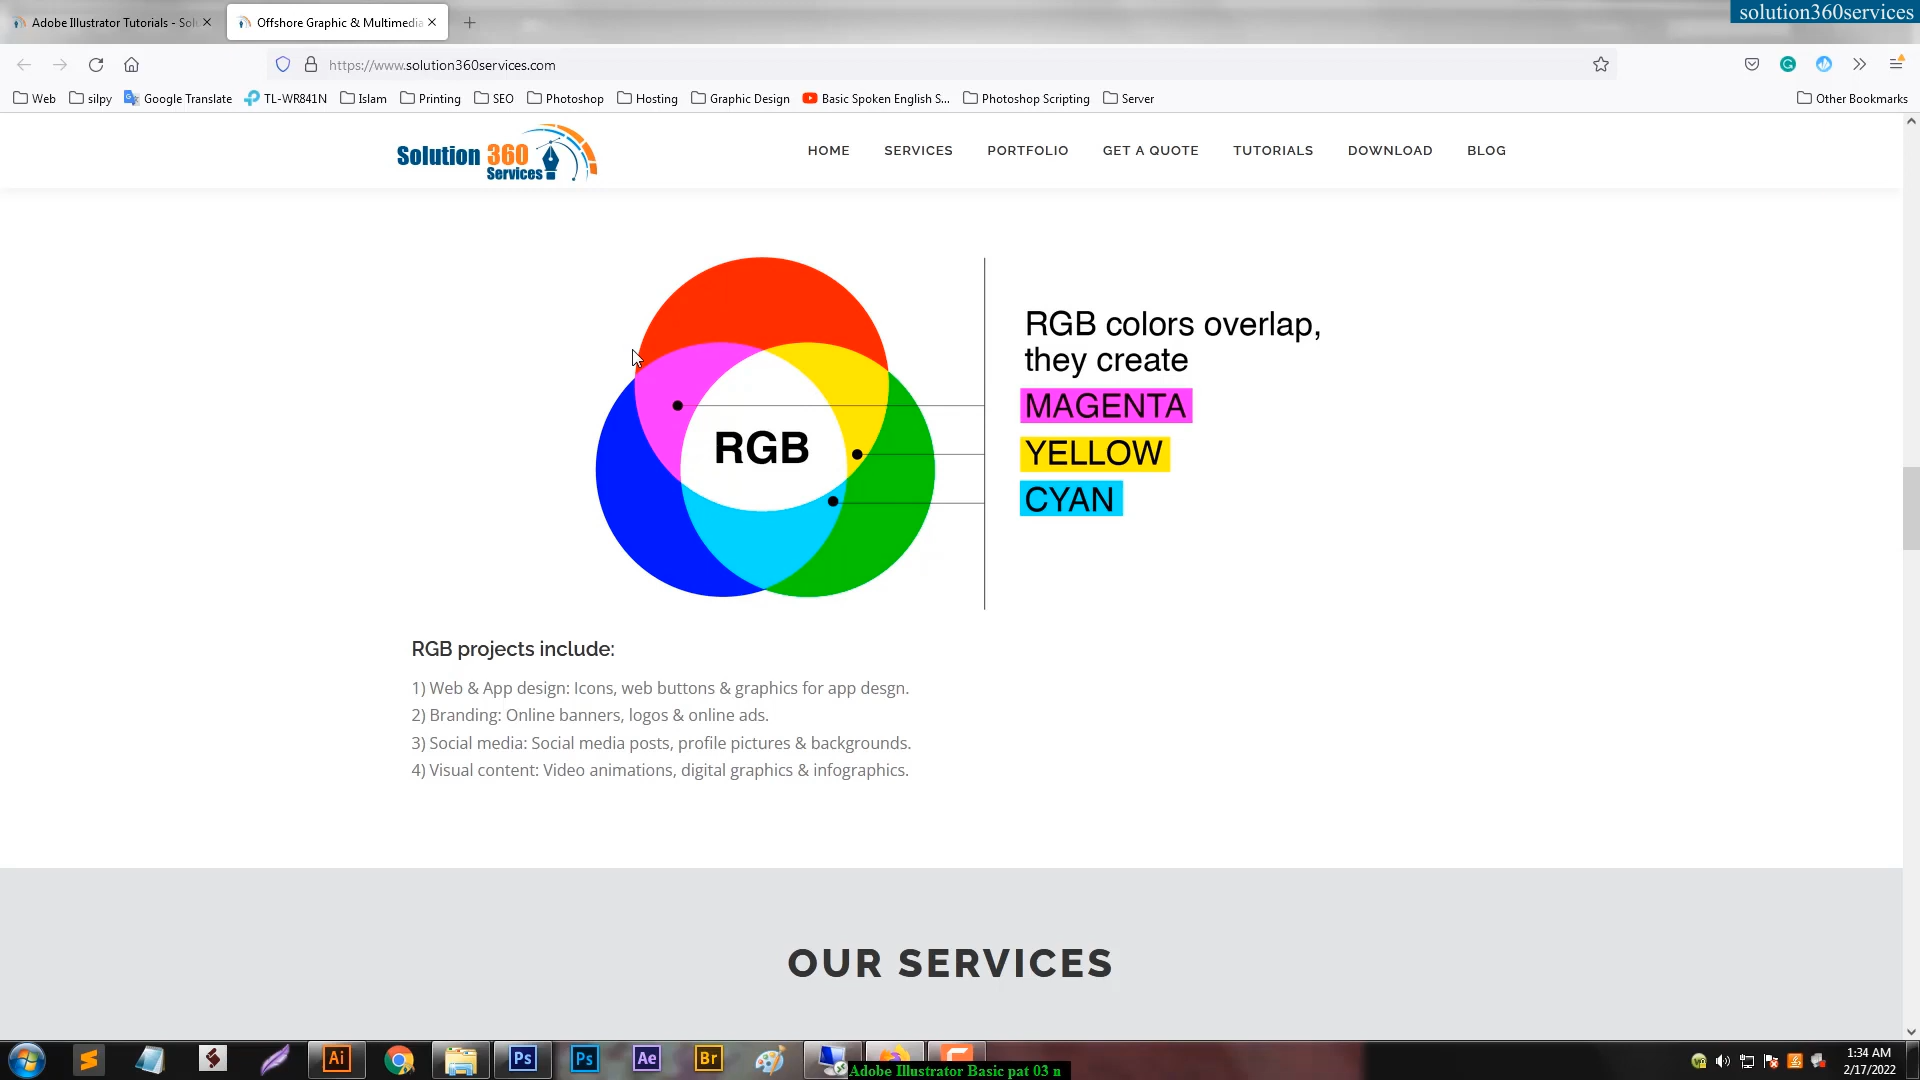 solution360services
Adobe Illustrator Tutorials - Sol
Offshore Graphic & Multimedia
https://www.solution360services.com
Web
silpy
Google Translate
TL-WR841N
Islam
Printing
SEO
Photoshop
Hosting
Graphic Design
Basic Spoken English S...
Photoshop Scripting
Server
Other Bookmarks
Solution 360
Services
HOME
SERVICES
PORTFOLIO
GET A QUOTE
TUTORIALS
DOWNLOAD
BLOG
RGB
RGB colors overlap,
they create
MAGENTA
YELLOW
CYAN
RGB projects include:
1) Web & App design: Icons, web buttons & graphics for app desgn.
2) Branding: Online banners, logos & online ads.
3) Social media: Social media posts, profile pictures & backgrounds.
4) Visual content: Video animations, digital graphics & infographics.
OUR SERVICES
Ai
Ps
Ps
Ae
Br
Adobe Illustrator Basic pat 03 n
1:34 AM
2/17/2022